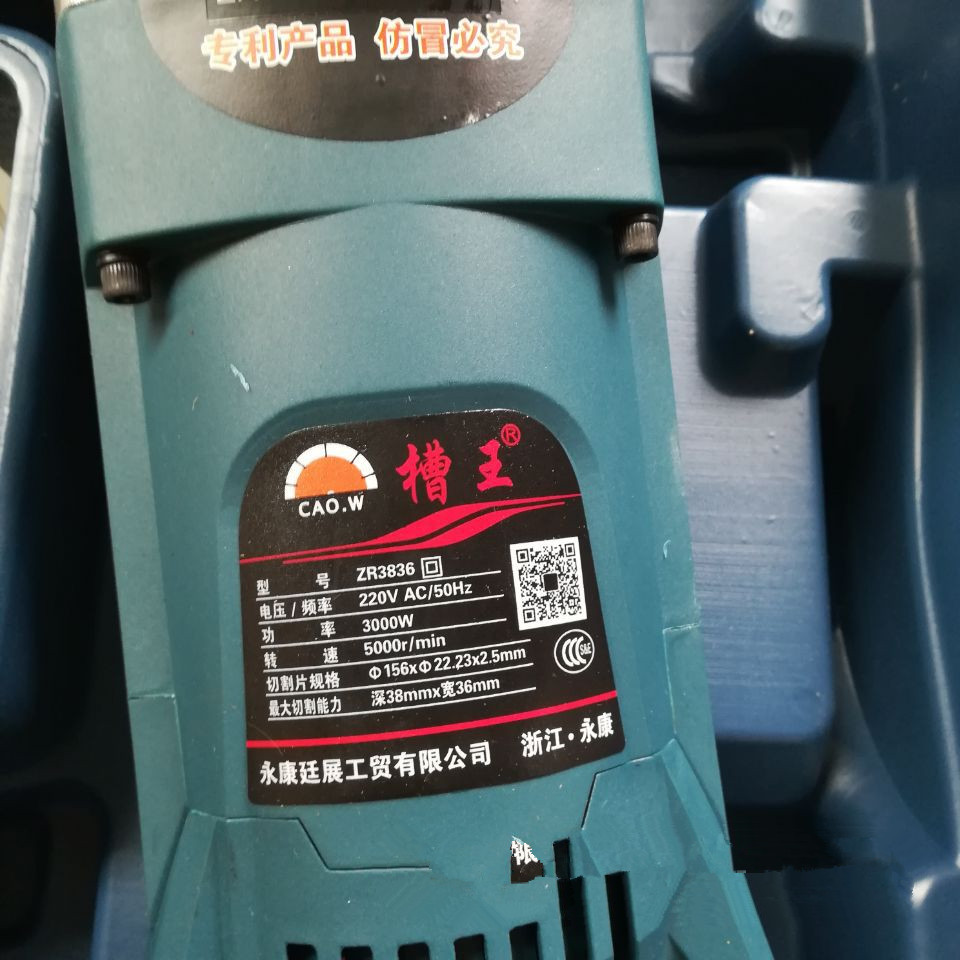 专利产品 仿冒必究
CAO.W
槽王®
型号 ZR3836
电压/频率 220V AC/50Hz
功率 3000W
转速 5000r/min
切割片规格 Φ156xΦ22.23x2.5mm
最大切割能力 深38mmx宽36mm
CCC S&E
永康廷展工贸有限公司 浙江·永康
限